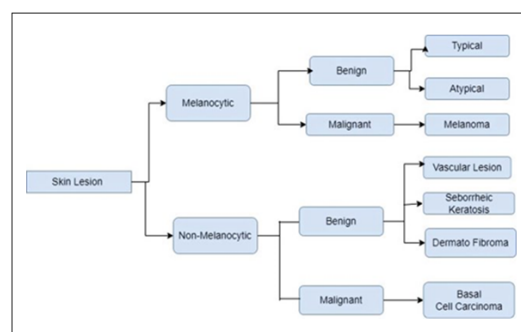 Typical
Benign
Atypical
Melanocytic
Malignant
Melanoma
Skin Lesion
Vascular Lesion
Seborrheic
Keratosis
Benign
Non-Melanocytic
Dermato Fibroma
Malignant
Basal
Cell Carcinoma